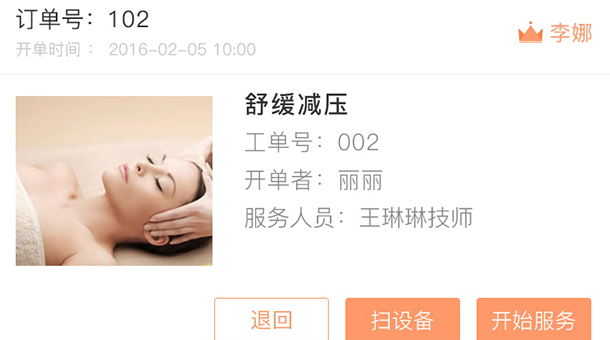 订单号：102
李娜
开单时间： 2016-02-05 10:00
舒缓减压
工单号：002
开单者：丽丽
服务人员：王琳琳技师
退回
扫设备
开始服务